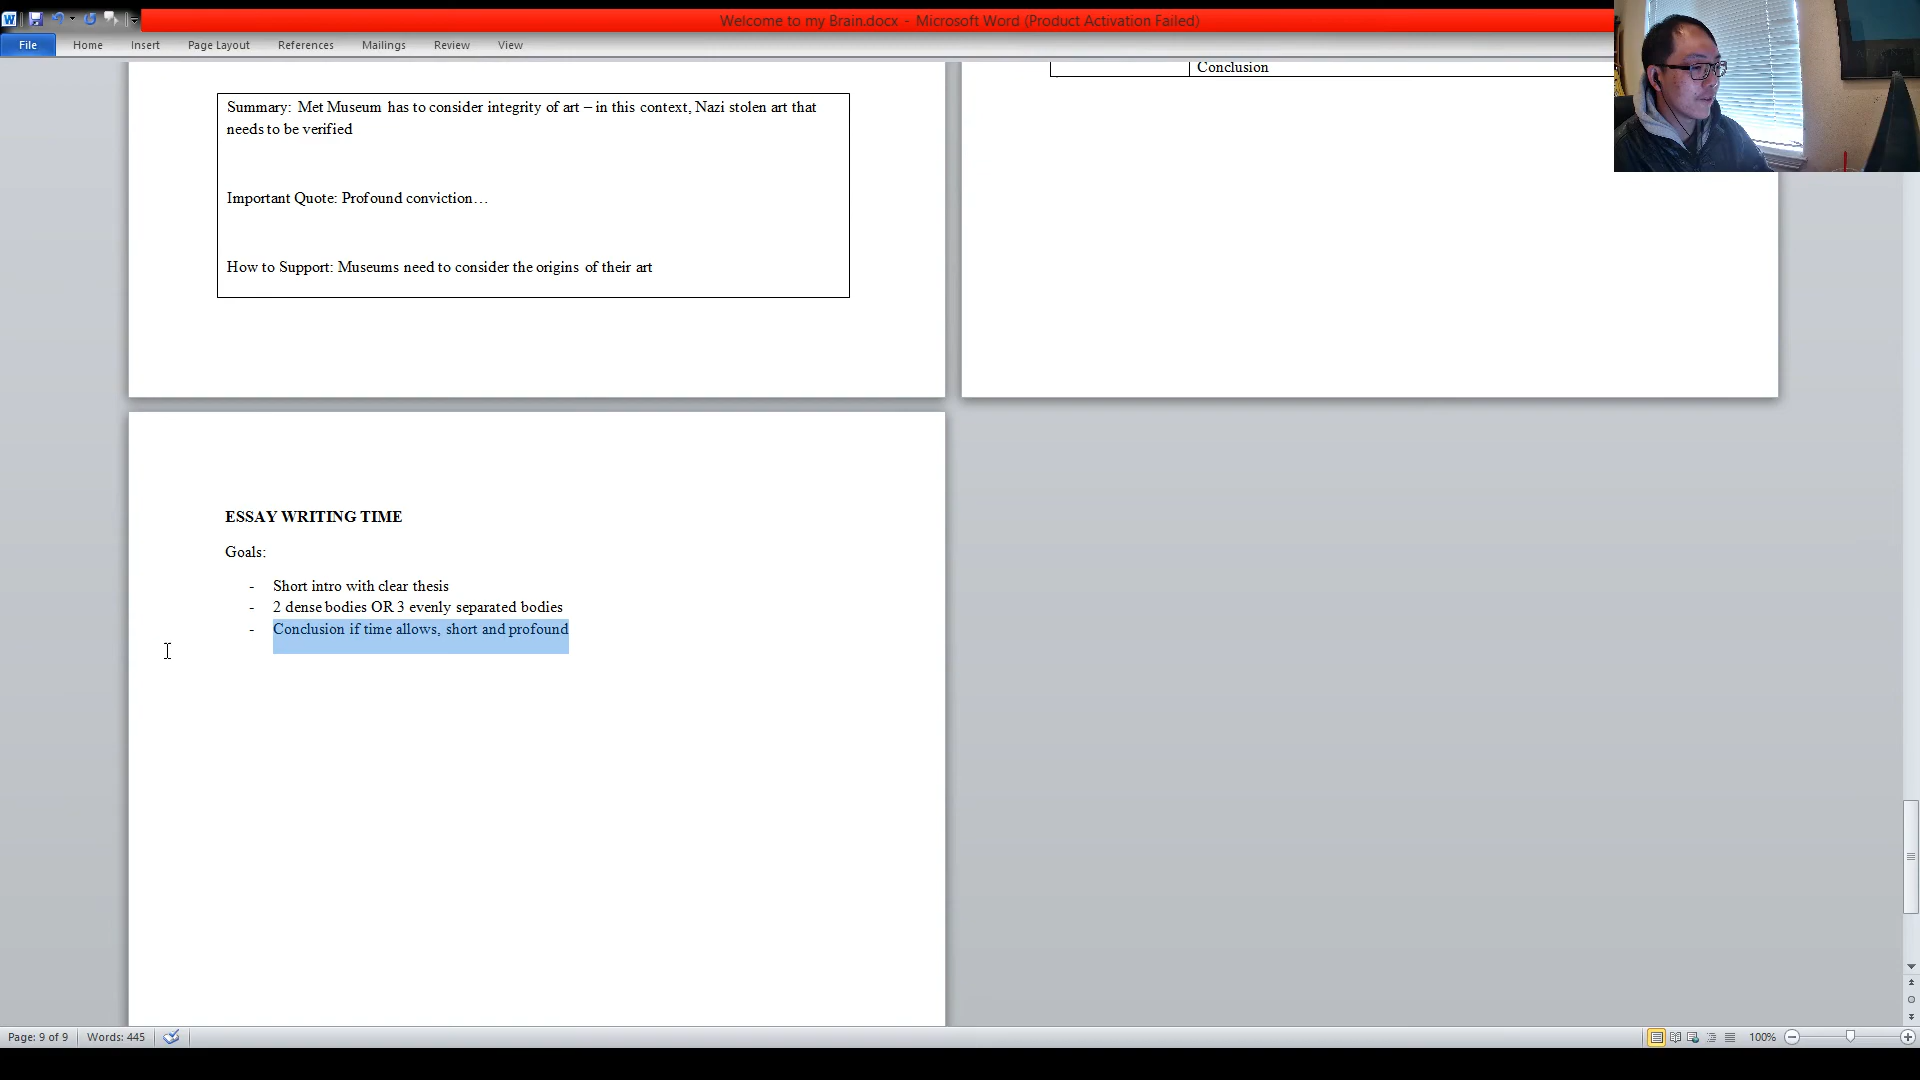 Welcome to my Brain.docx - Microsoft Word (Product Activation Failed)
File Home Insert Page Layout References Mailings Review View
Summary: Met Museum has to consider integrity of art – in this context, Nazi stolen art that
needs to be verified
Important Quote: Profound conviction…
How to Support: Museums need to consider the origins of their art
Conclusion
ESSAY WRITING TIME
Goals:
- Short intro with clear thesis
- 2 dense bodies OR 3 evenly separated bodies
- Conclusion if time allows, short and profound
Page: 9 of 9 Words: 445 100%